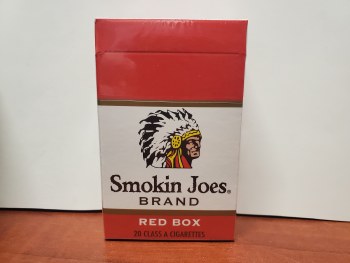 Smokin Joes®
BRAND
RED BOX
20 CLASS A CIGARETTES